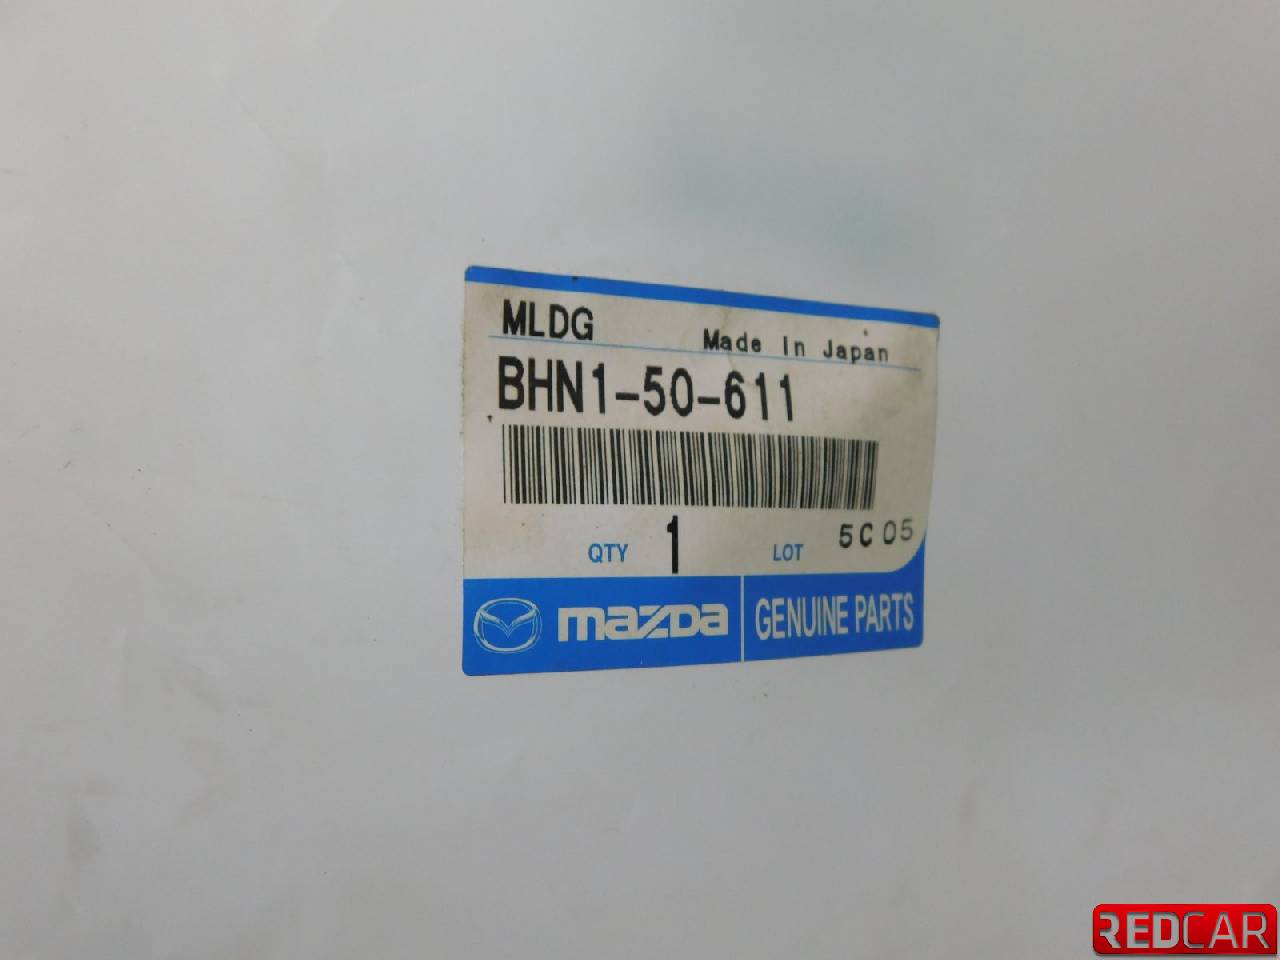 MLDG
Made in Japan
BHN1-50-611
QTY 1 LOT 5C05
mazda GENUINE PARTS
REDCAR